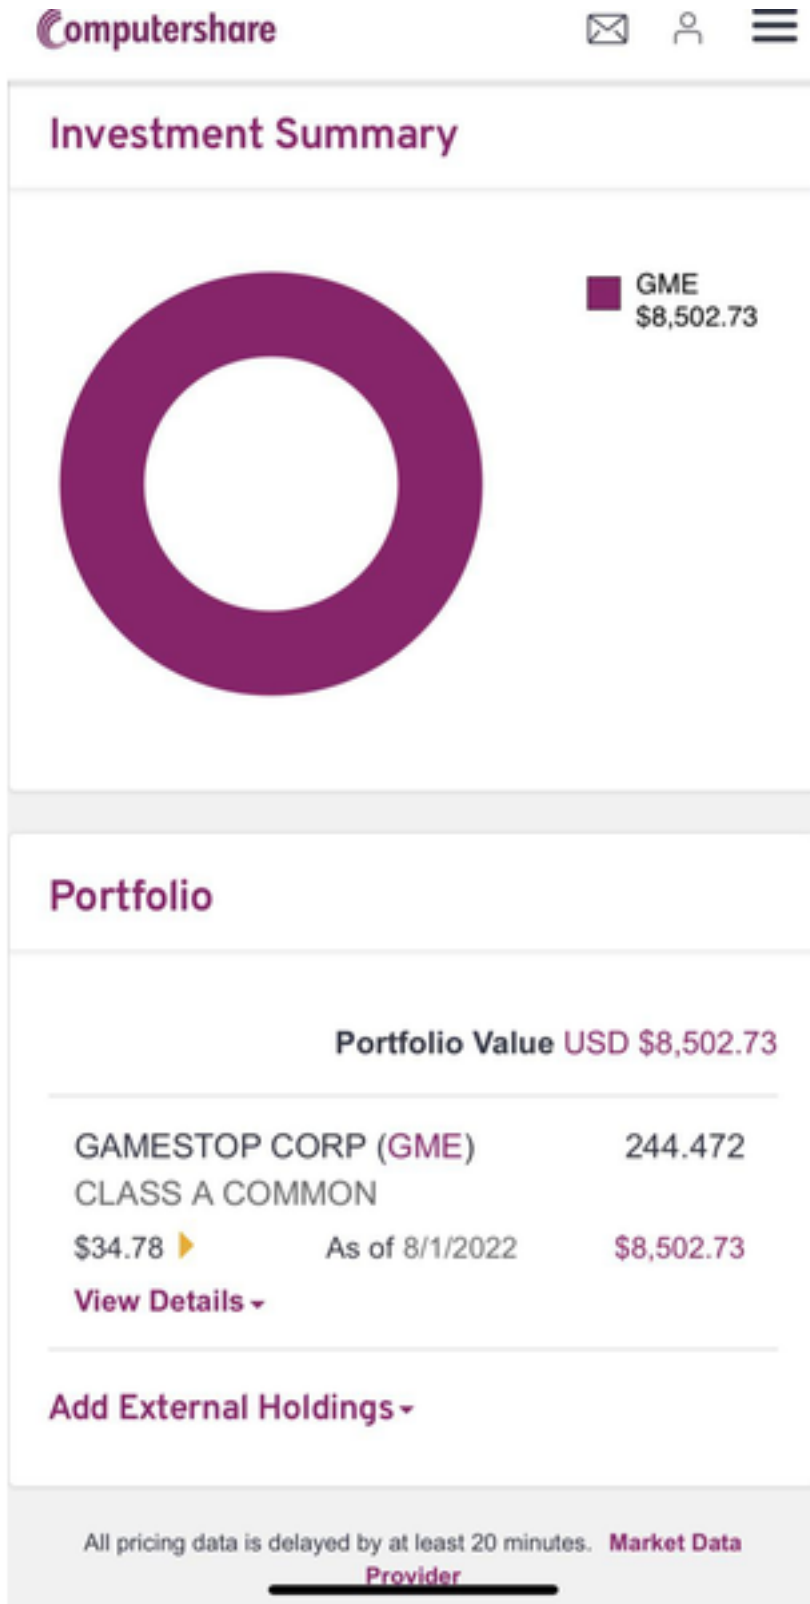 Computershare
Investment Summary
GME
$8,502.73
Portfolio
Portfolio Value USD $8,502.73
GAMESTOP CORP (GME) 244.472
CLASS A COMMON
$34.78 As of 8/1/2022 $8,502.73
View Details
Add External Holdings
All pricing data is delayed by at least 20 minutes. Market Data
Provider